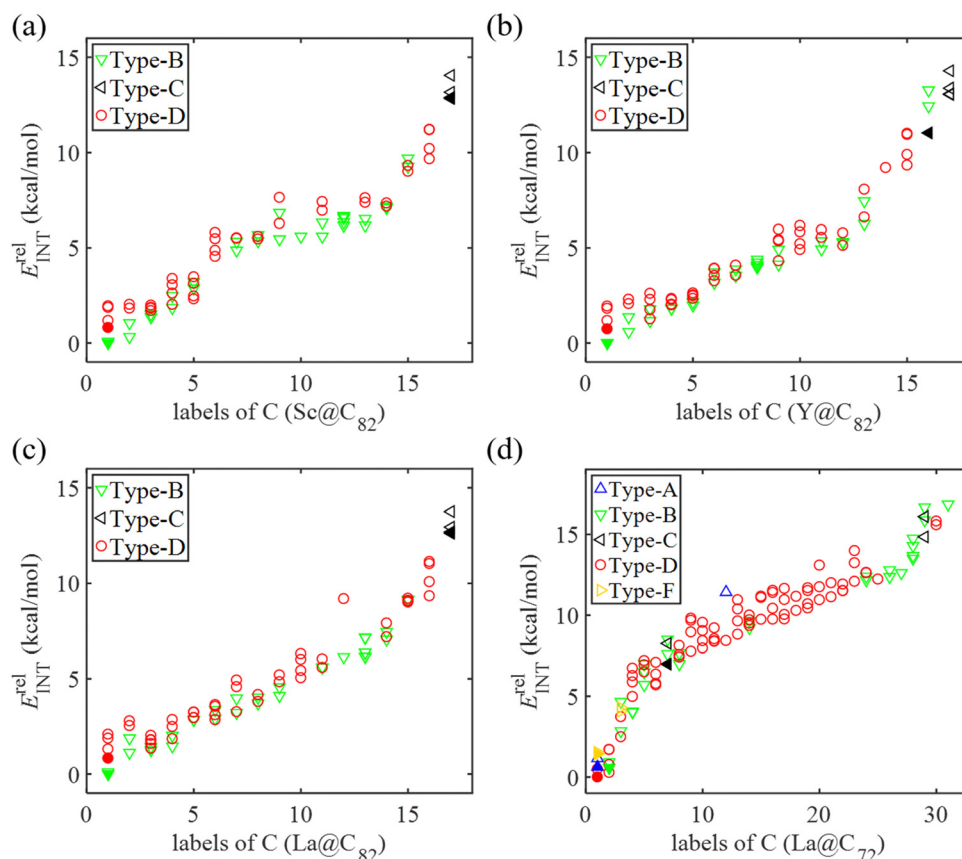 (a)
Type-B
Type-C
Type-D
15
10
5
0
E_INT^rel (kcal/mol)
0 5 10 15
labels of C (Sc@C82)
(b)
Type-B
Type-C
Type-D
15
10
5
0
E_INT^rel (kcal/mol)
0 5 10 15
labels of C (Y@C82)
(c)
Type-B
Type-C
Type-D
15
10
5
0
E_INT^rel (kcal/mol)
0 5 10 15
labels of C (La@C82)
(d)
Type-A
Type-B
Type-C
Type-D
Type-F
15
10
5
0
E_INT^rel (kcal/mol)
0 10 20 30
labels of C (La@C72)